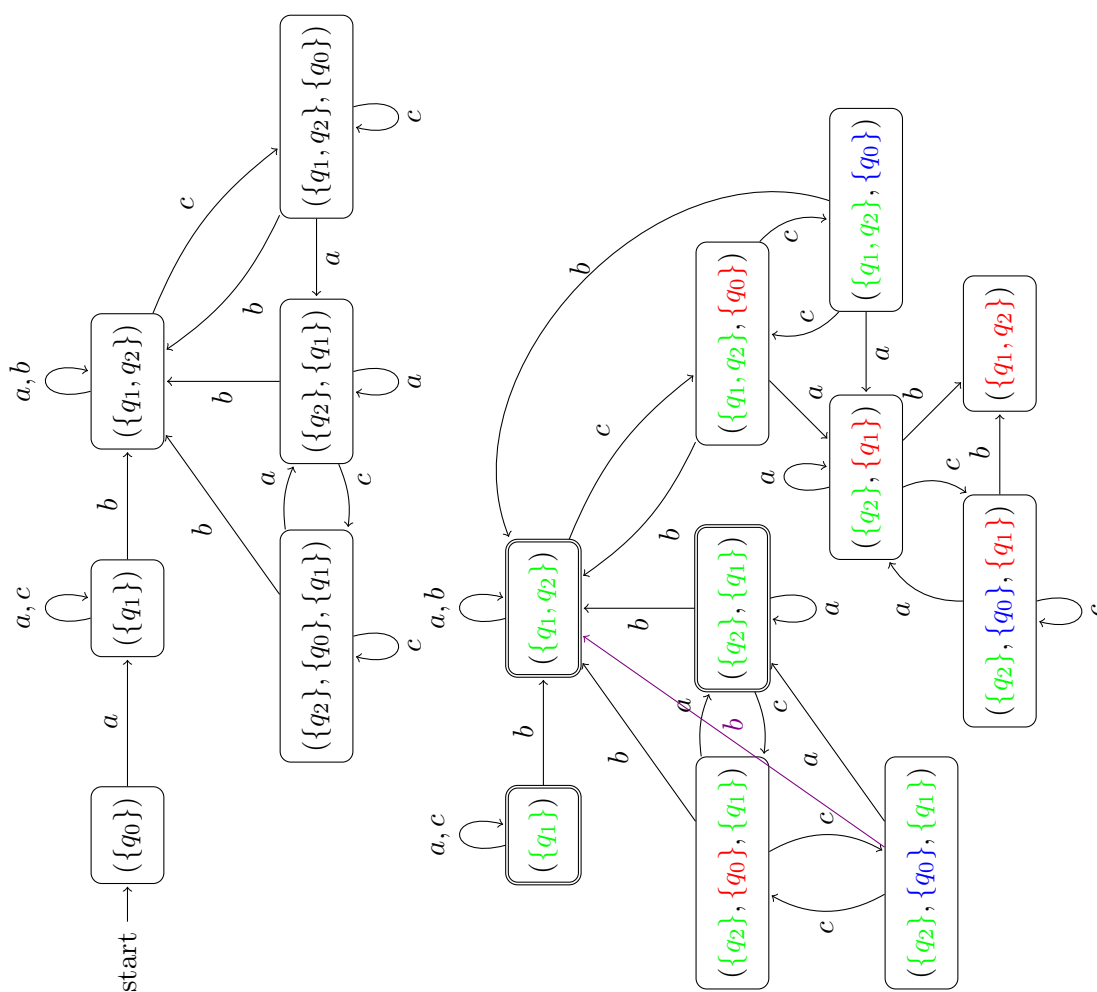 a, b
a, c
a
b
start
({q₀})
({q₁})
({q₁, q₂})
c
b
b
b
a
({q₂}, {q₀}, {q₁})
({q₂}, {q₁})
({q₁, q₂}, {q₀})
a
c
c
a
c
a, c
a, b
b
({q₁})
({q₁, q₂})
b
c
b
b
b
a
({q₂}, {q₀}, {q₁})
({q₂}, {q₁})
({q₁, q₂}, {q₀})
b
a
c
c
c
a
a
c
c
a
({q₂}, {q₀}, {q₁})
({q₂}, {q₁})
({q₁, q₂}, {q₀})
a
a
b
c
b
({q₂}, {q₀}, {q₁})
({q₁, q₂})
c